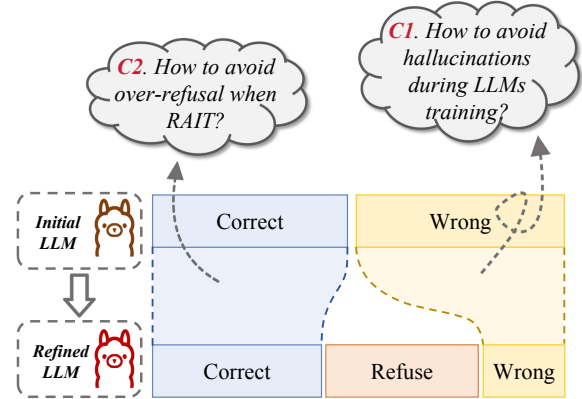 C2. How to avoid
over-refusal when
RAIT?
C1. How to avoid
hallucinations
during LLMs
training?
Initial
LLM
Correct
Wrong
Refined
LLM
Correct
Refuse
Wrong